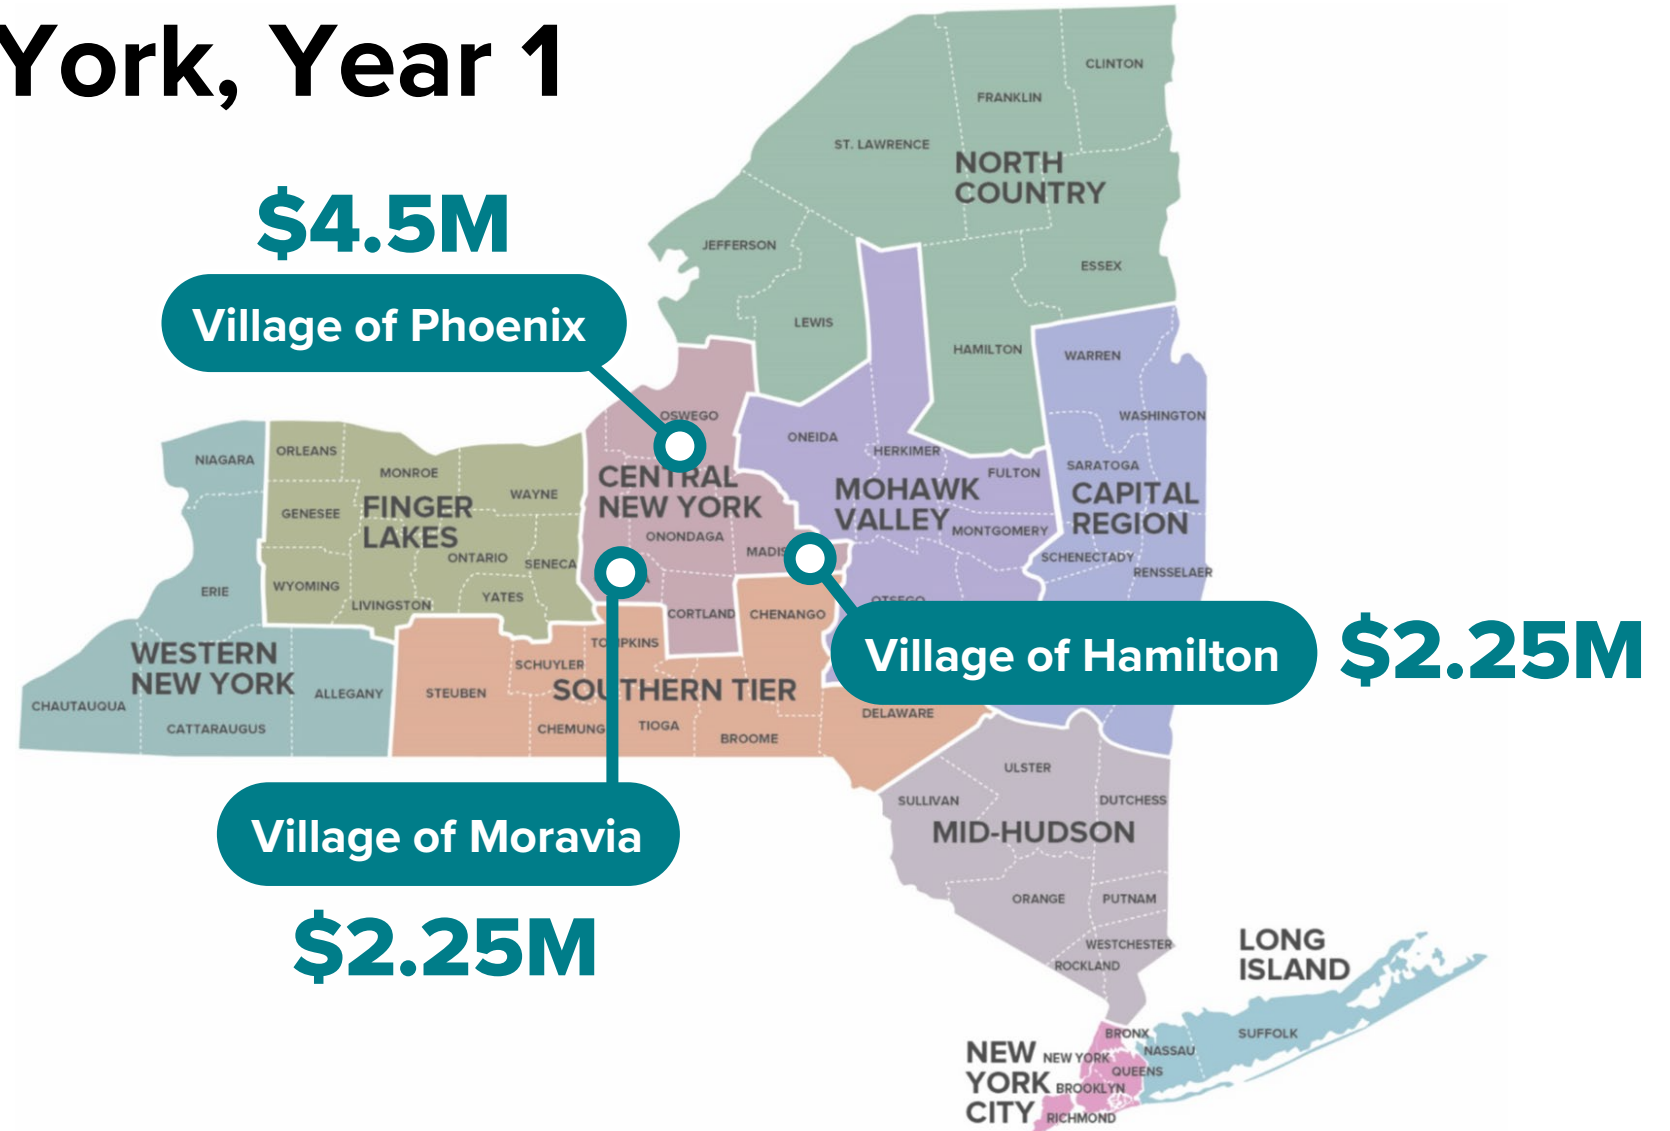 York, Year 1
CLINTON
FRANKLIN
ST. LAWRENCE
NORTH
COUNTRY
$4.5M
JEFFERSON
ESSEX
Village of Phoenix
LEWIS
HAMILTON
WARREN
OSWEGO
WASHINGTON
ONEIDA
HERKIMER
ORLEANS
NIAGARA
MONROE
FULTON
SARATOGA
CENTRAL
NEW YORK
MOHAWK
VALLEY
CAPITAL
REGION
WAYNE
FINGER
LAKES
GENESEE
MONTGOMERY
ONONDAGA
ONTARIO
SENECA
SCHENECTADY
RENSSELAER
WYOMING
ERIE
YATES
LIVINGSTON
CORTLAND
CHENANGO
OTSEGO
Village of Hamilton
$2.25M
WESTERN
NEW YORK
SCHUYLER
SOUTHERN TIER
ALLEGANY
STEUBEN
CHAUTAUQUA
CATTARAUGUS
CHEMUNG
TIOGA
BROOME
DELAWARE
ULSTER
SULLIVAN
DUTCHESS
Village of Moravia
MID-HUDSON
$2.25M
ORANGE
PUTNAM
WESTCHESTER
ROCKLAND
LONG
ISLAND
BRONX
SUFFOLK
NASSAU
NEW
YORK
CITY
NEW YORK
QUEENS
BROOKLYN
RICHMOND